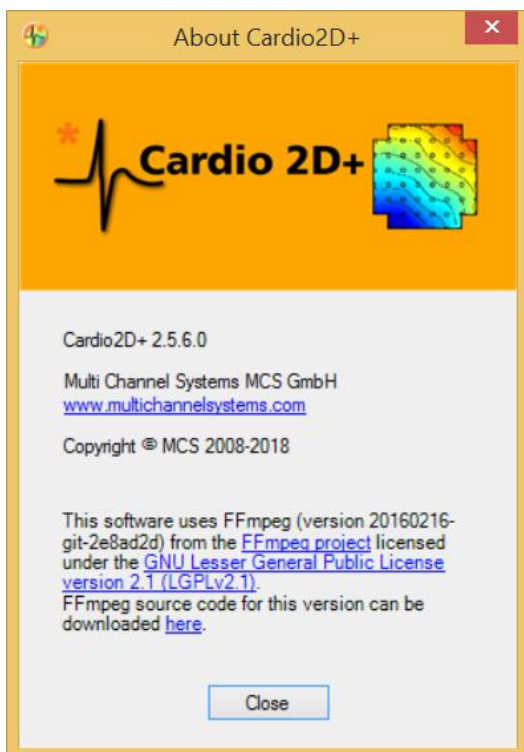 About Cardio2D+
Cardio 2D+
Cardio2D+ 2.5.6.0
Multi Channel Systems MCS GmbH
www.multichannelsystems.com
Copyright © MCS 2008-2018
This software uses FFmpeg (version 20160216-
git-2e8ad2d) from the FFmpeg project licensed
under the GNU Lesser General Public License
version 2.1 (LGPLv2.1).
FFmpeg source code for this version can be
downloaded here.
Close